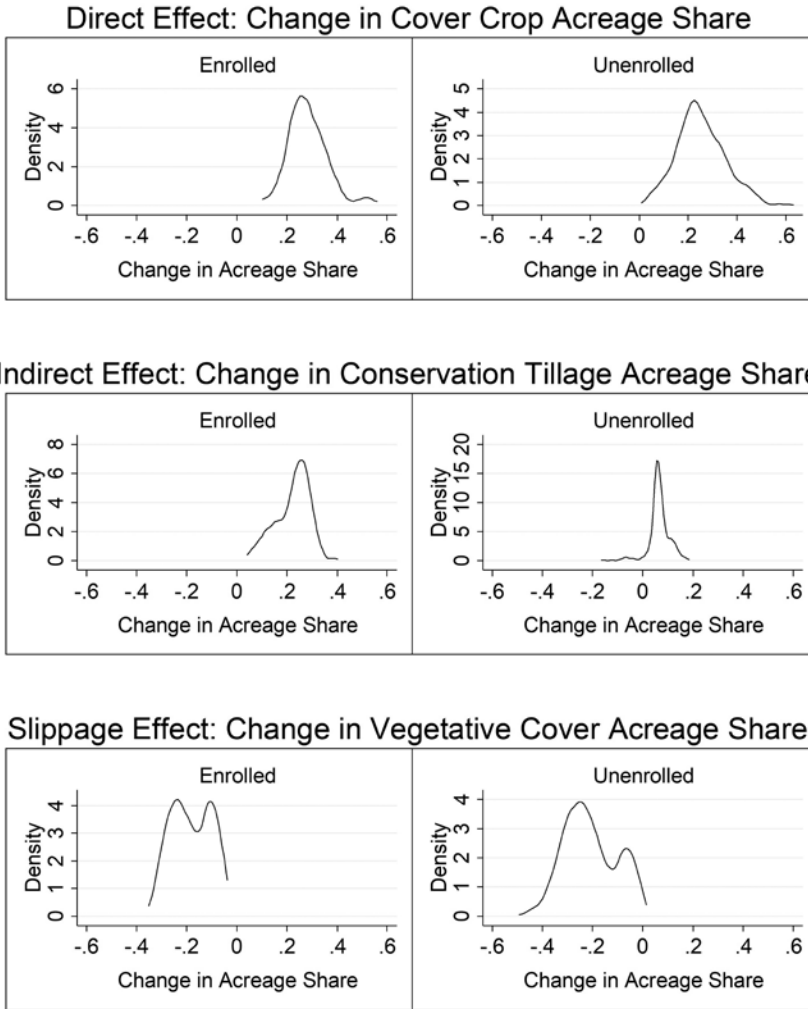 Direct Effect: Change in Cover Crop Acreage Share
Enrolled
Density
0 2 4 6
-.6 -.4 -.2 0 .2 .4 .6
Change in Acreage Share
Unenrolled
Density
0 1 2 3 4 5
-.6 -.4 -.2 0 .2 .4 .6
Change in Acreage Share
Indirect Effect: Change in Conservation Tillage Acreage Share
Enrolled
Density
0 2 4 6 8
-.6 -.4 -.2 0 .2 .4 .6
Change in Acreage Share
Unenrolled
Density
0 5 10 15 20
-.6 -.4 -.2 0 .2 .4 .6
Change in Acreage Share
Slippage Effect: Change in Vegetative Cover Acreage Share
Enrolled
Density
0 1 2 3 4
-.6 -.4 -.2 0 .2 .4 .6
Change in Acreage Share
Unenrolled
Density
0 1 2 3 4
-.6 -.4 -.2 0 .2 .4 .6
Change in Acreage Share